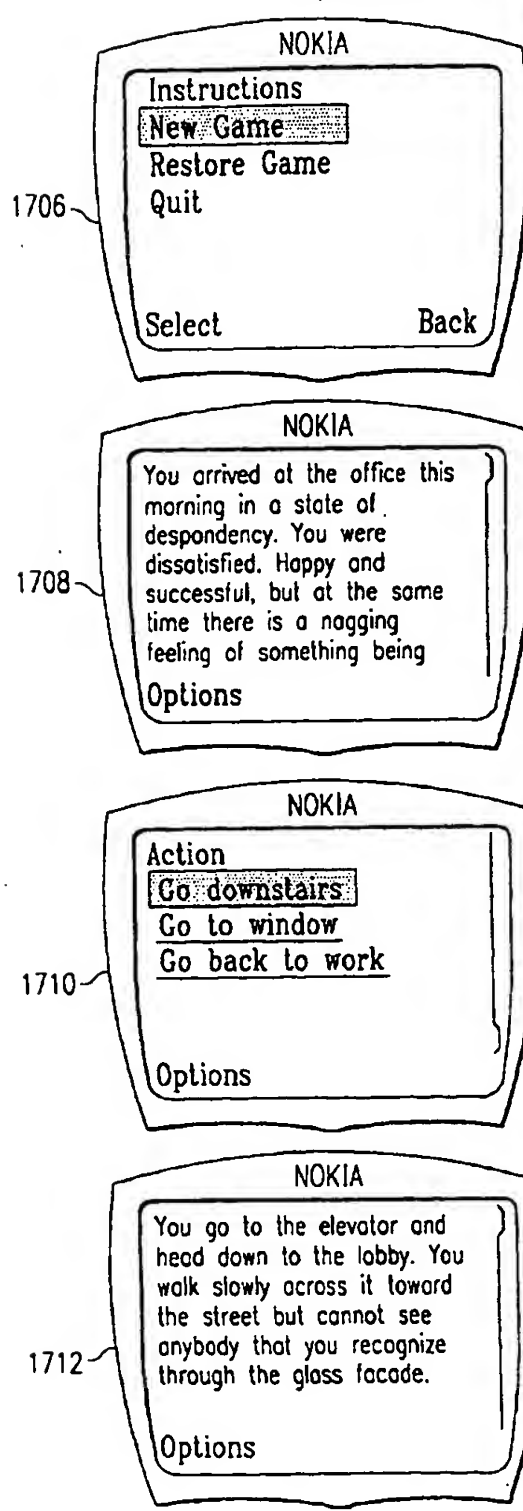 NOKIA
Instructions
New Game
Restore Game
Quit
1706
Select Back
NOKIA
You arrived at the office this
morning in a state of
despondency. You were
dissatisfied. Happy and
successful, but at the same
time there is a nagging
feeling of something being
1708
Options
NOKIA
Action
Go downstairs
Go to window
Go back to work
1710
Options
NOKIA
You go to the elevator and
head down to the lobby. You
walk slowly across it toward
the street but cannot see
anybody that you recognize
through the glass facade.
1712
Options